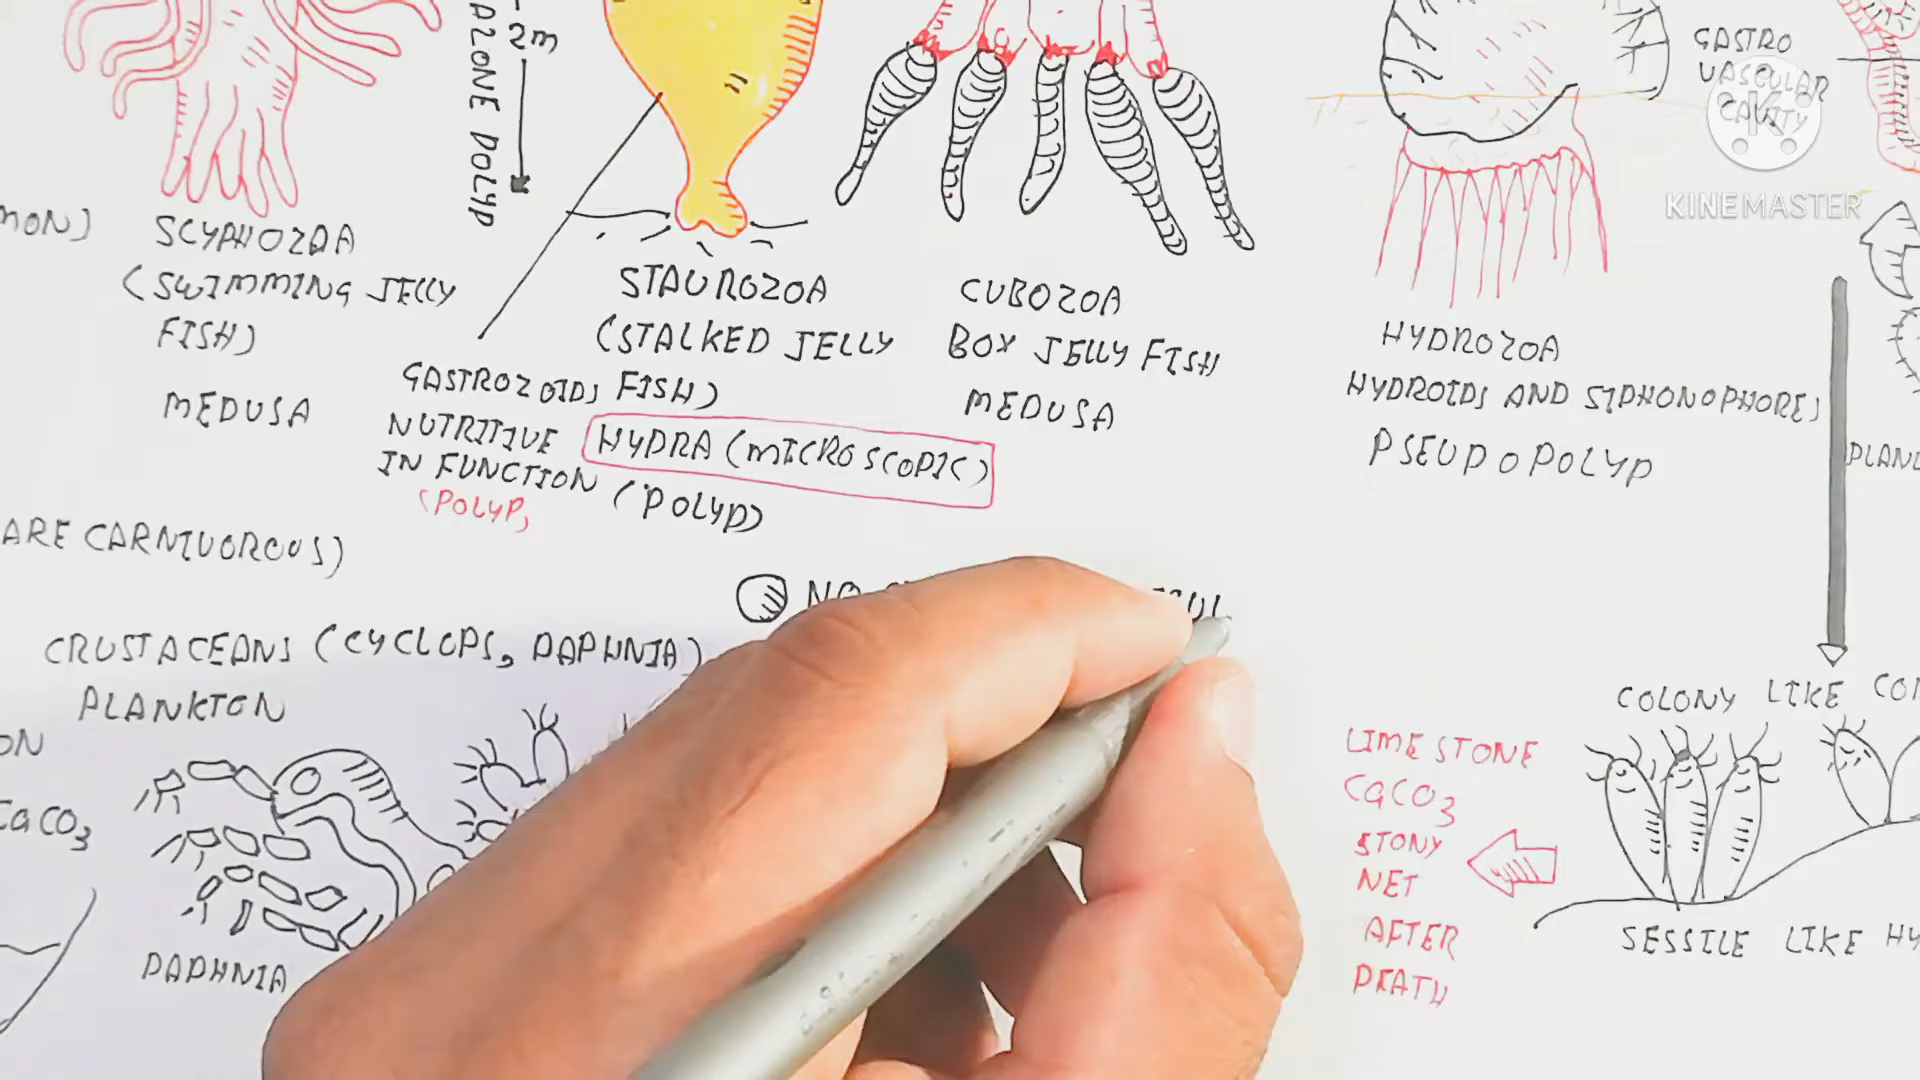 2m
AZONE POLYP
GASTRO
VASCULAR
CAVITY
KINEMASTER
SCYPHOZOA
(SWIMMING JELLY
FISH)
MEDUSA
STAUROZOA
(STALKED JELLY
FISH)
CUBOZOA
BOX JELLY FISH
MEDUSA
HYDROZOA
HYDROIDS AND SIPHONOPHORES
PSEUDOPOLYP
GASTROZOIDS
NUTRITIVE
IN FUNCTION
(POLYP)
HYDRA (MICROSCOPIC)
(POLYP)
ARE CARNIVOROUS)
CRUSTACEANS (CYCLOPS, DAPHNIA)
PLANKTON
CaCO3
DAPHNIA
COLONY LIKE
LIME STONE
CaCO3
STONY
NET
AFTER
DEATH
SESSILE LIKE HY